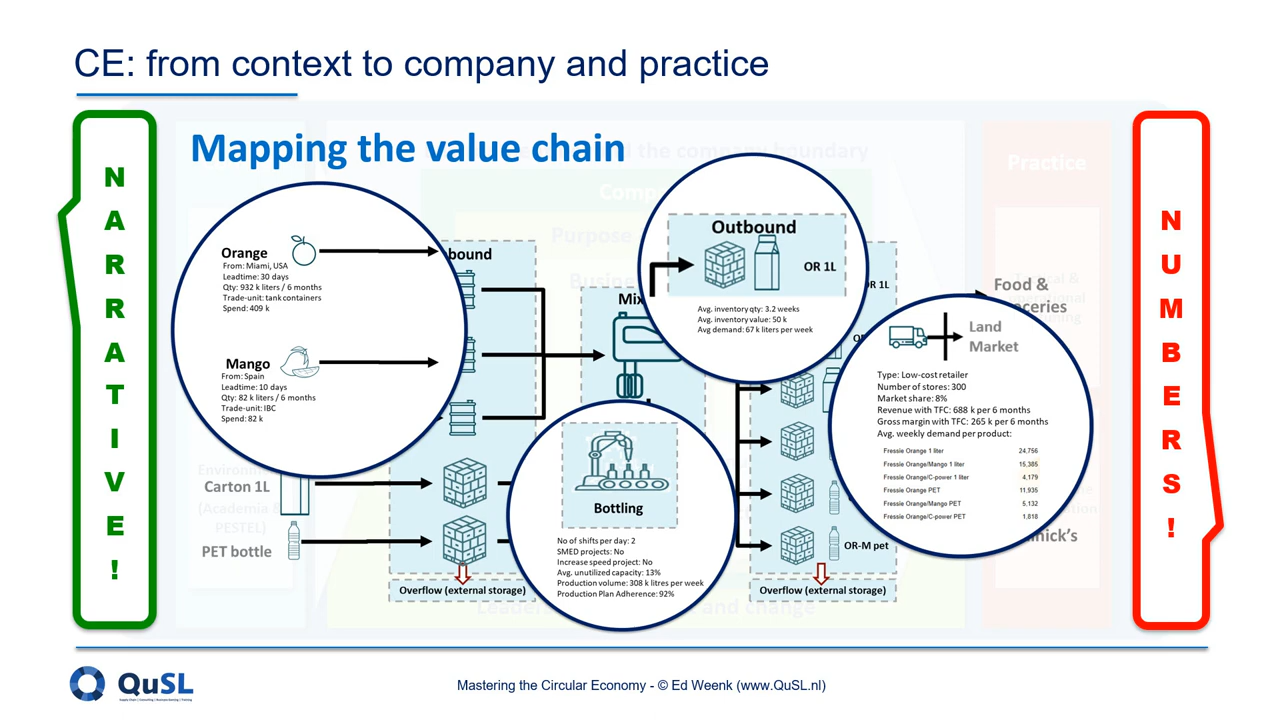 CE: from context to company and practice
NARRATIVE!
Mapping the value chain
the company boundary
Practice
Comp
Purpose
Busin
Orange
From: Miami, USA
Leadtime: 30 days
Qty: 932 k liters / 6 months
Trade-unit: tank containers
Spend: 409 k
Mango
From: Spain
Leadtime: 10 days
Qty: 82 k liters / 6 months
Trade-unit: IBC
Spend: 82 k
bound
Mix
Outbound
OR 1L
Avg. inventory qty: 3.2 weeks
Avg. inventory value: 50 k
Avg demand: 67 k liters per week
OR 1L
Food &
ceries
Land
Market
Type: Low-cost retailer
Number of stores: 300
Market share: 8%
Revenue with TFC: 688 k per 6 months
Gross margin with TFC: 265 k per 6 months
Avg. weekly demand per product:
Fressie Orange 1 liter 24,756
Fressie Orange/Mango 1 liter 15,385
Fressie Orange/C-power 1 liter 4,179
Fressie Orange PET 11,935
Fressie Orange/Mango PET 5,132
Fressie Orange/C-power PET 1,818
nick's
Carton 1L
(Academia &
PESTEL)
PET bottle
Bottling
No of shifts per day: 2
SMED projects: No
Increase speed project: No
Avg. unutilized capacity: 13%
Production volume: 308 k litres per week
Production Plan Adherence: 92%
OR-M pet
Overflow (external storage)
Overflow (external storage)
and change
NUMBERS!
QuSL
Mastering the Circular Economy - © Ed Weenk (www.QuSL.nl)